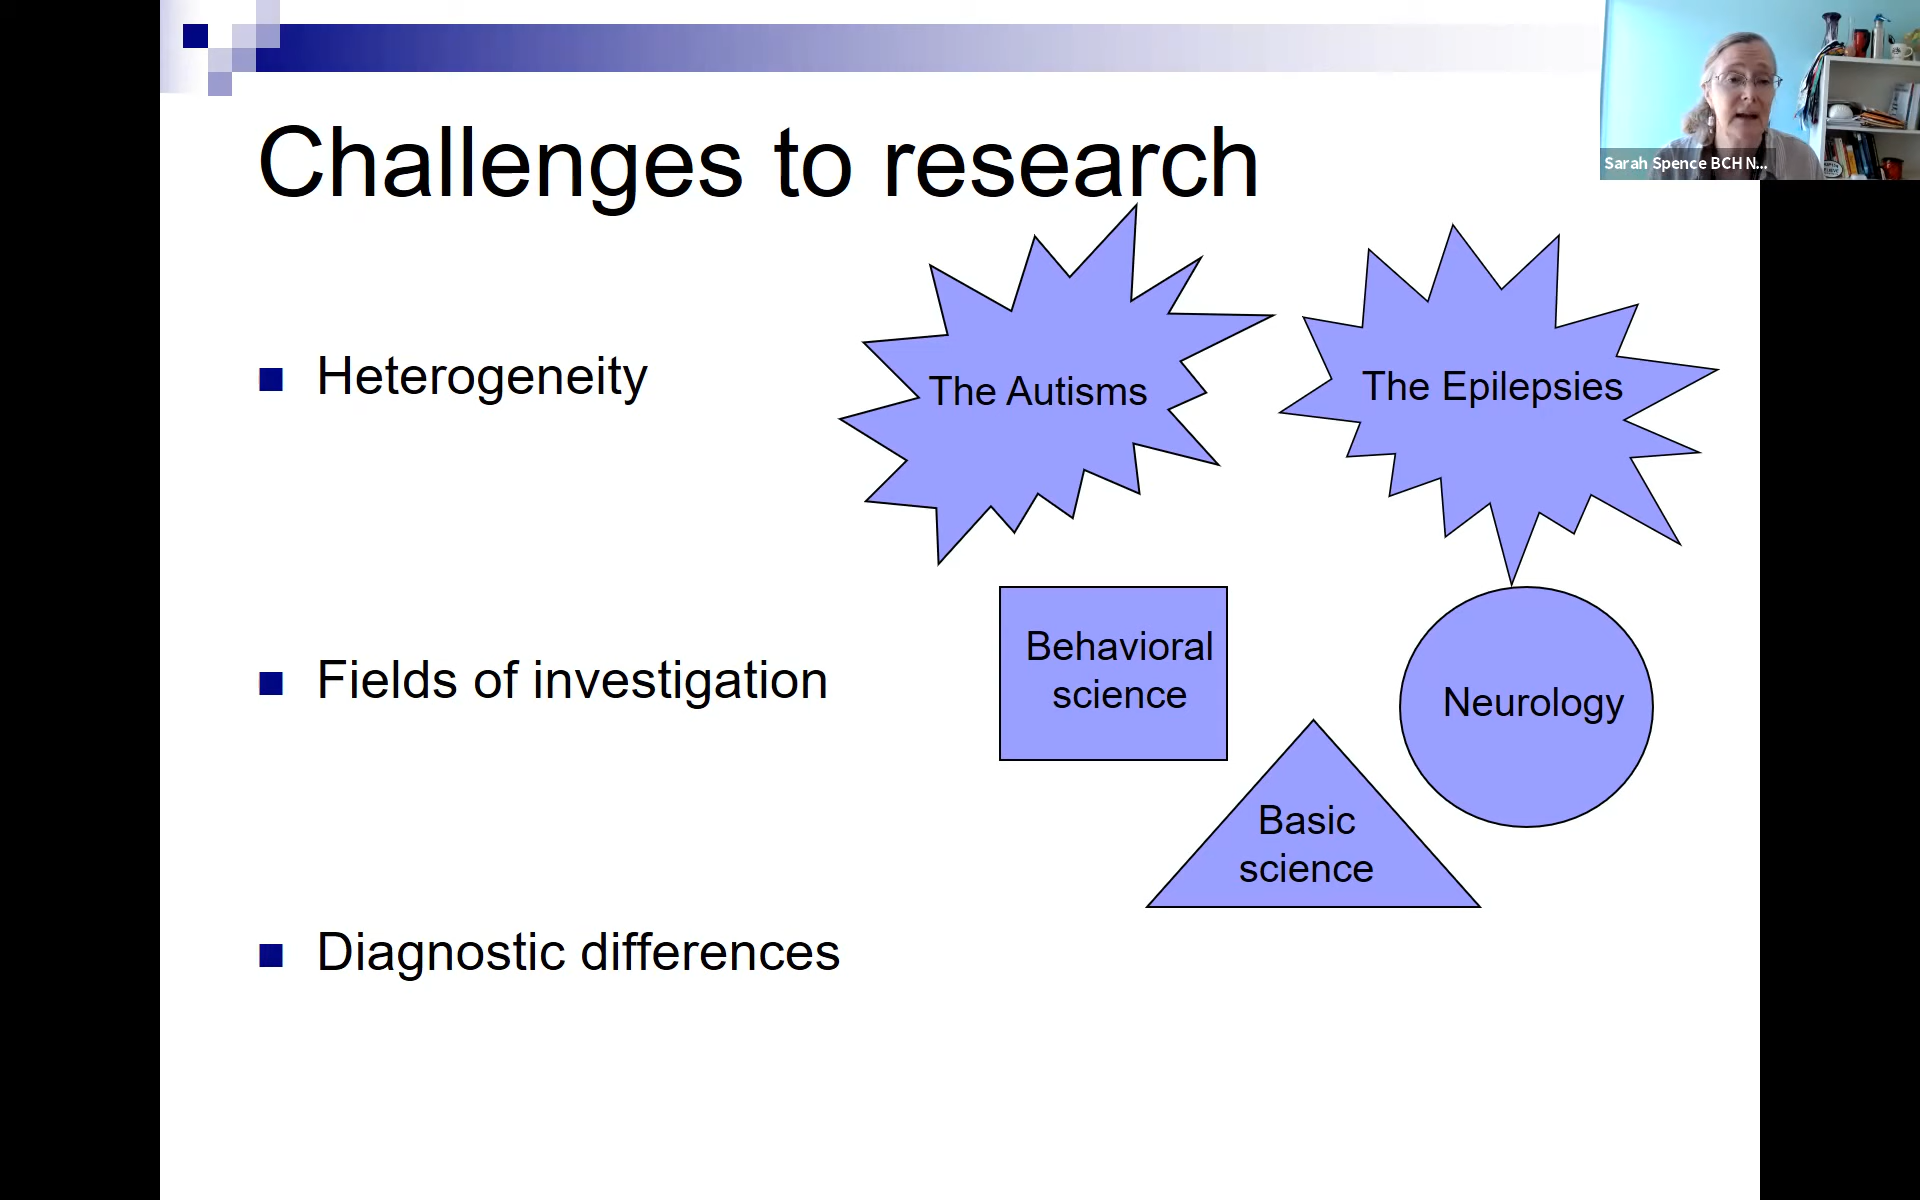 Sarah Spence BCH N...
Challenges to research
Heterogeneity
The Autisms
The Epilepsies
Fields of investigation
Behavioral
science
Neurology
Basic
science
Diagnostic differences